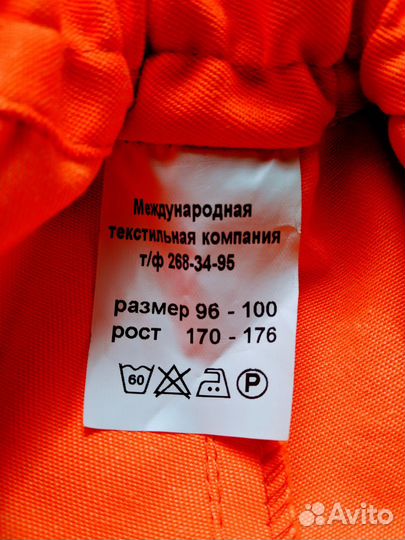 Международная
текстильная компания
т/ф 268-34-95
размер 96 - 100
рост 170 - 176
60 P
Avito